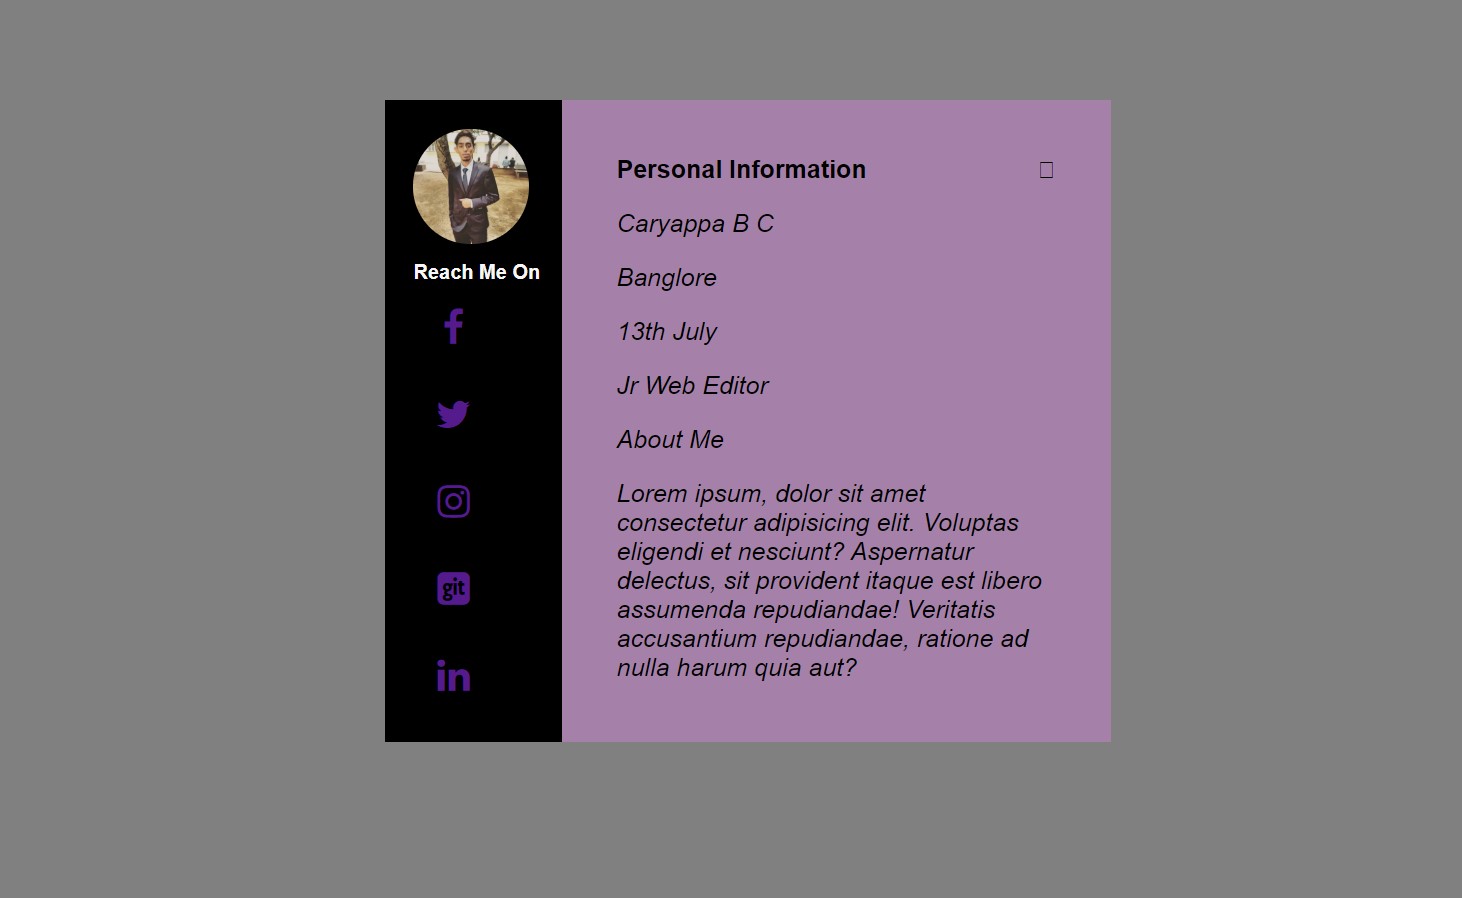 Personal Information
Caryappa B C
Banglore
13th July
Jr Web Editor
About Me
Lorem ipsum, dolor sit amet
consectetur adipisicing elit. Voluptas
eligendi et nesciunt? Aspernatur
delectus, sit provident itaque est libero
assumenda repudiandae! Veritatis
accusantium repudiandae, ratione ad
nulla harum quia aut?
Reach Me On
git
in